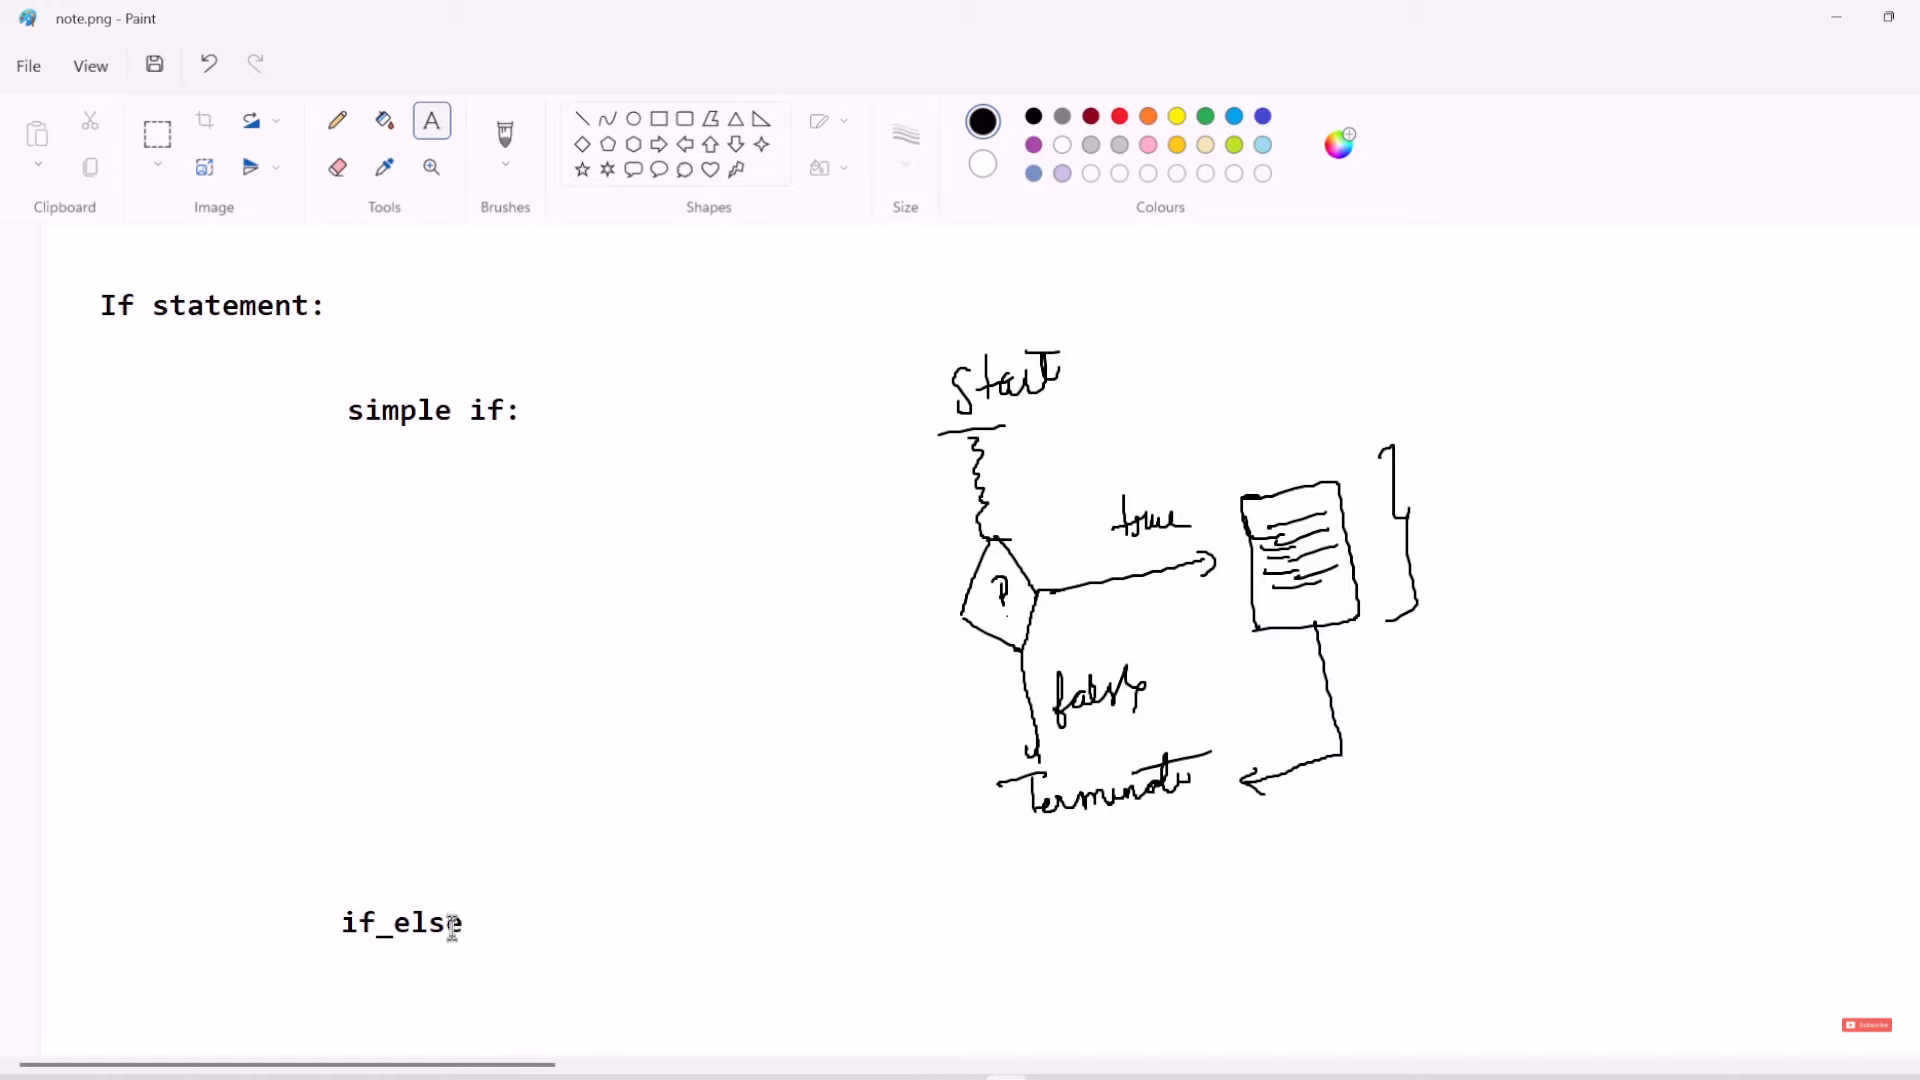 note.png - Paint
File View
Clipboard
Image
Tools
Brushes
Shapes
Size
Colours
If statement:
start
simple if:
true
?
false
Terminate
if_else
Subscribe